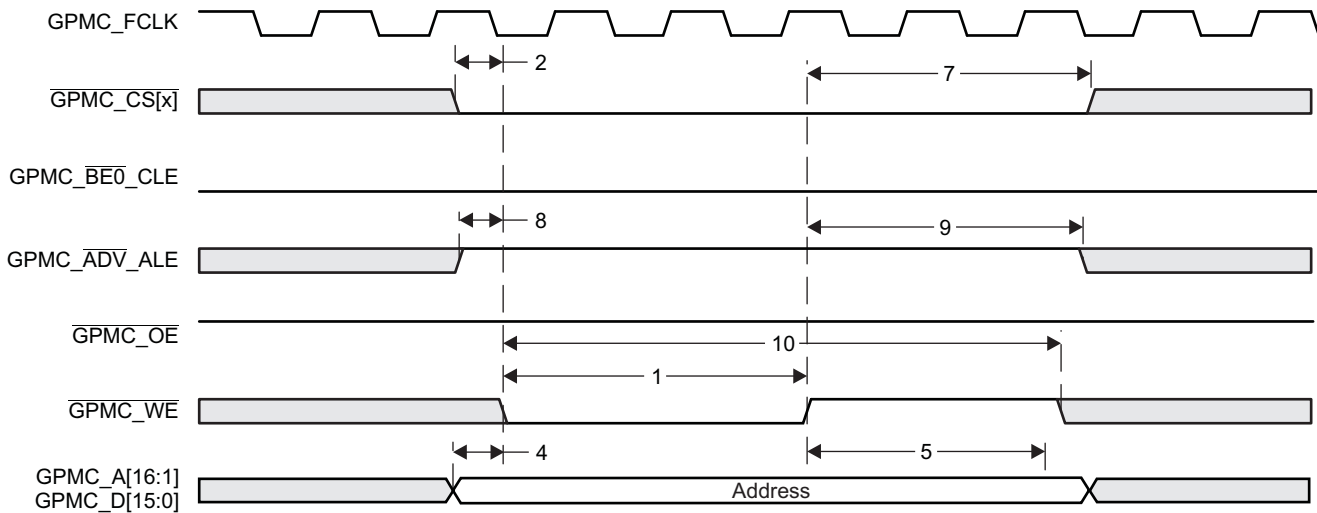 GPMC_FCLK
2
7
GPMC_CS[x]
GPMC_BE0_CLE
8
9
GPMC_ADV_ALE
GPMC_OE
10
1
GPMC_WE
4
5
GPMC_A[16:1]
GPMC_D[15:0]
Address